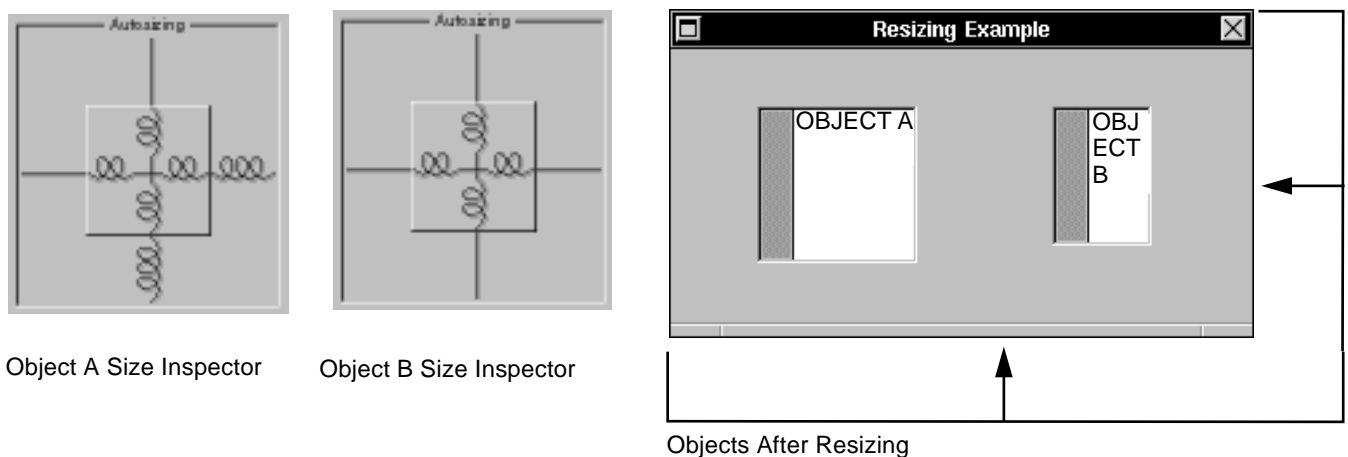 Autosizing
Autosizing
Resizing Example
OBJECT A
OBJ
ECT
B
Object A Size Inspector
Object B Size Inspector
Objects After Resizing